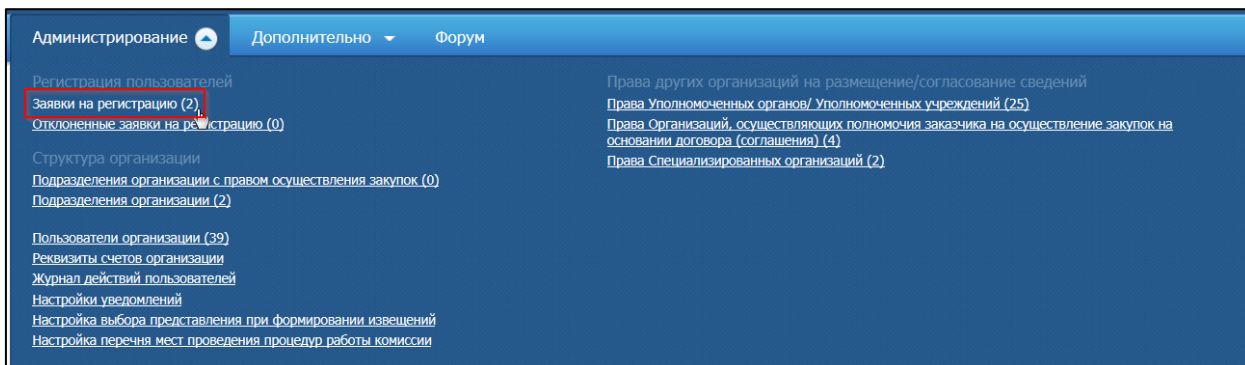 Администрирование Дополнительно Форум
Регистрация пользователей
Заявки на регистрацию (2)
Отклоненные заявки на регистрацию (0)
Структура организации
Подразделения организации с правом осуществления закупок (0)
Подразделения организации (2)
Пользователи организации (39)
Реквизиты счетов организации
Журнал действий пользователей
Настройки уведомлений
Настройка выбора представления при формировании извещений
Настройка перечня мест проведения процедур работы комиссии
Права других организаций на размещение/согласование сведений
Права Уполномоченных органов/ Уполномоченных учреждений (25)
Права Организаций, осуществляющих полномочия заказчика на осуществление закупок на
основании договора (соглашения) (4)
Права Специализированных организаций (2)